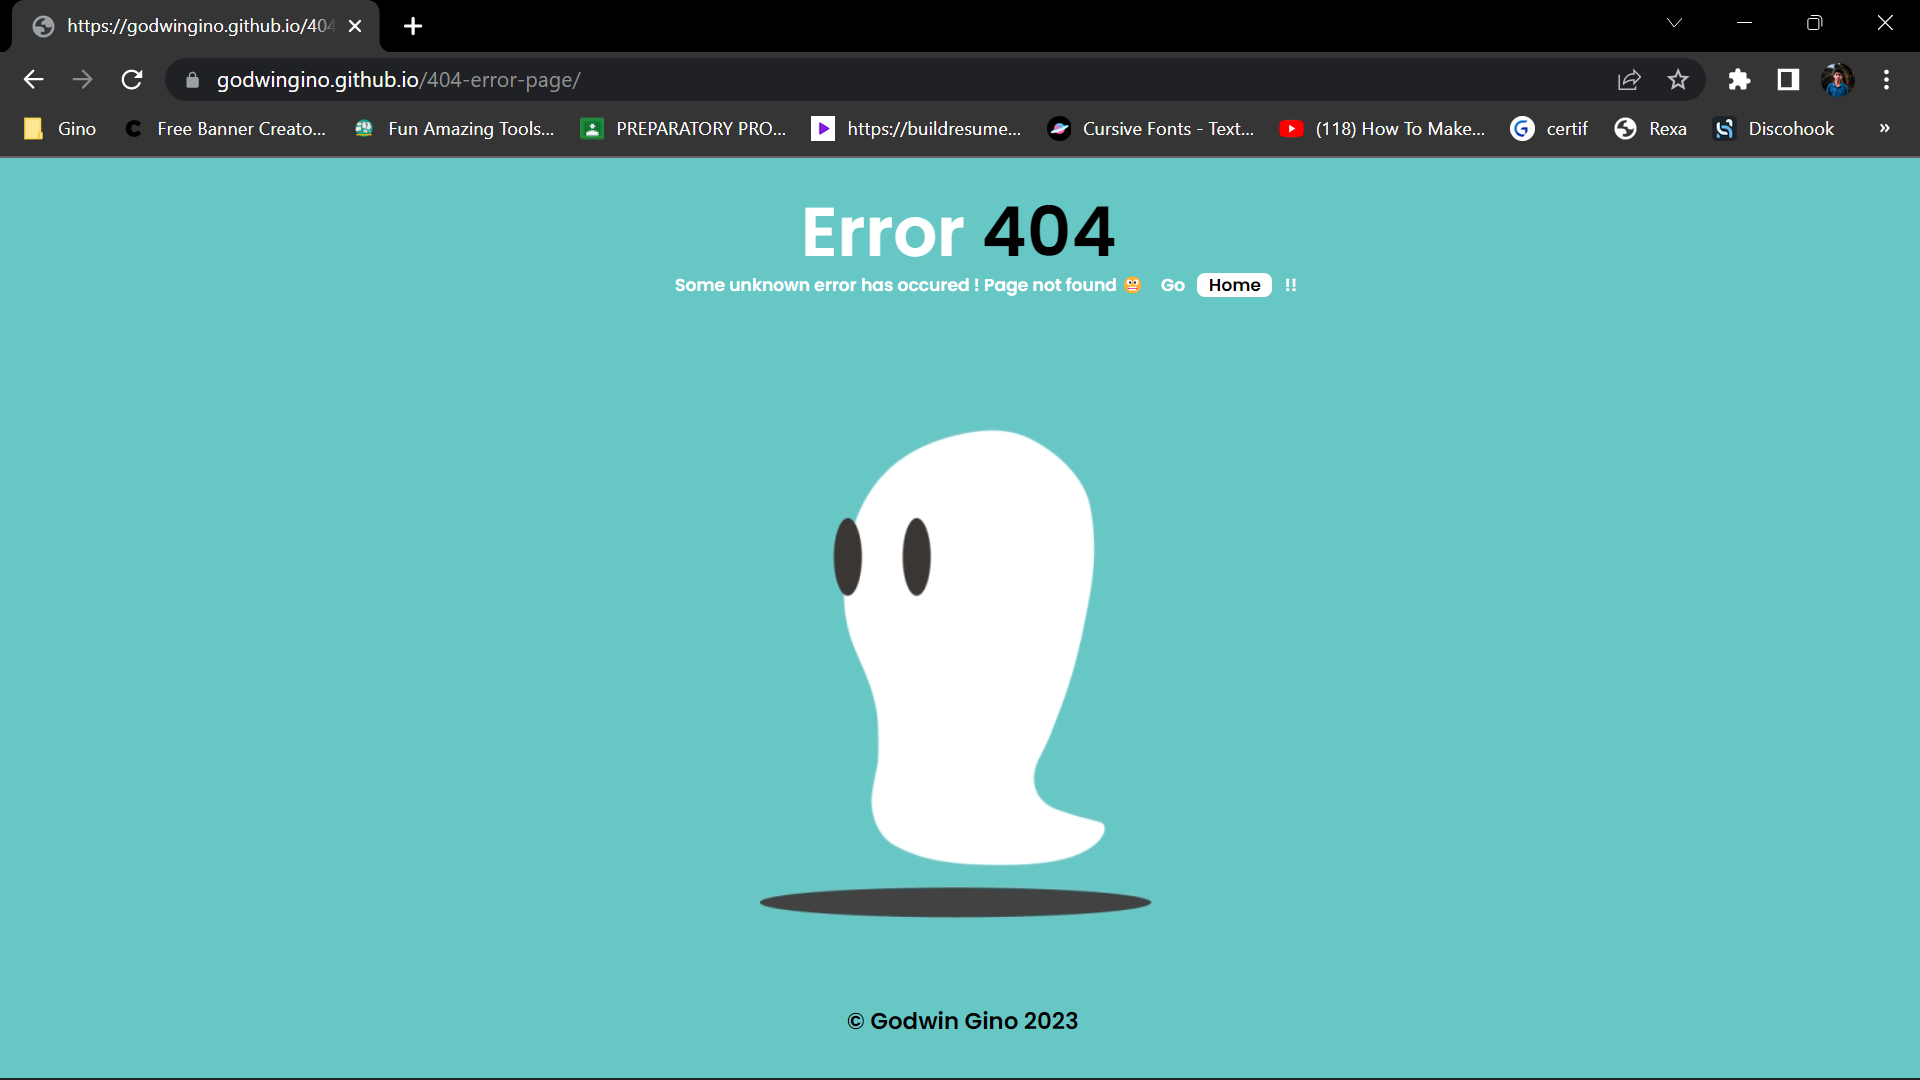 https://godwingino.github.io/404
godwingino.github.io/404-error-page/
Gino
Free Banner Creato...
Fun Amazing Tools...
PREPARATORY PRO...
https://buildresume...
Cursive Fonts - Text...
(118) How To Make...
certif
Rexa
Discohook
»
Error 404
Some unknown error has occured ! Page not found 😬 Go Home !!
© Godwin Gino 2023